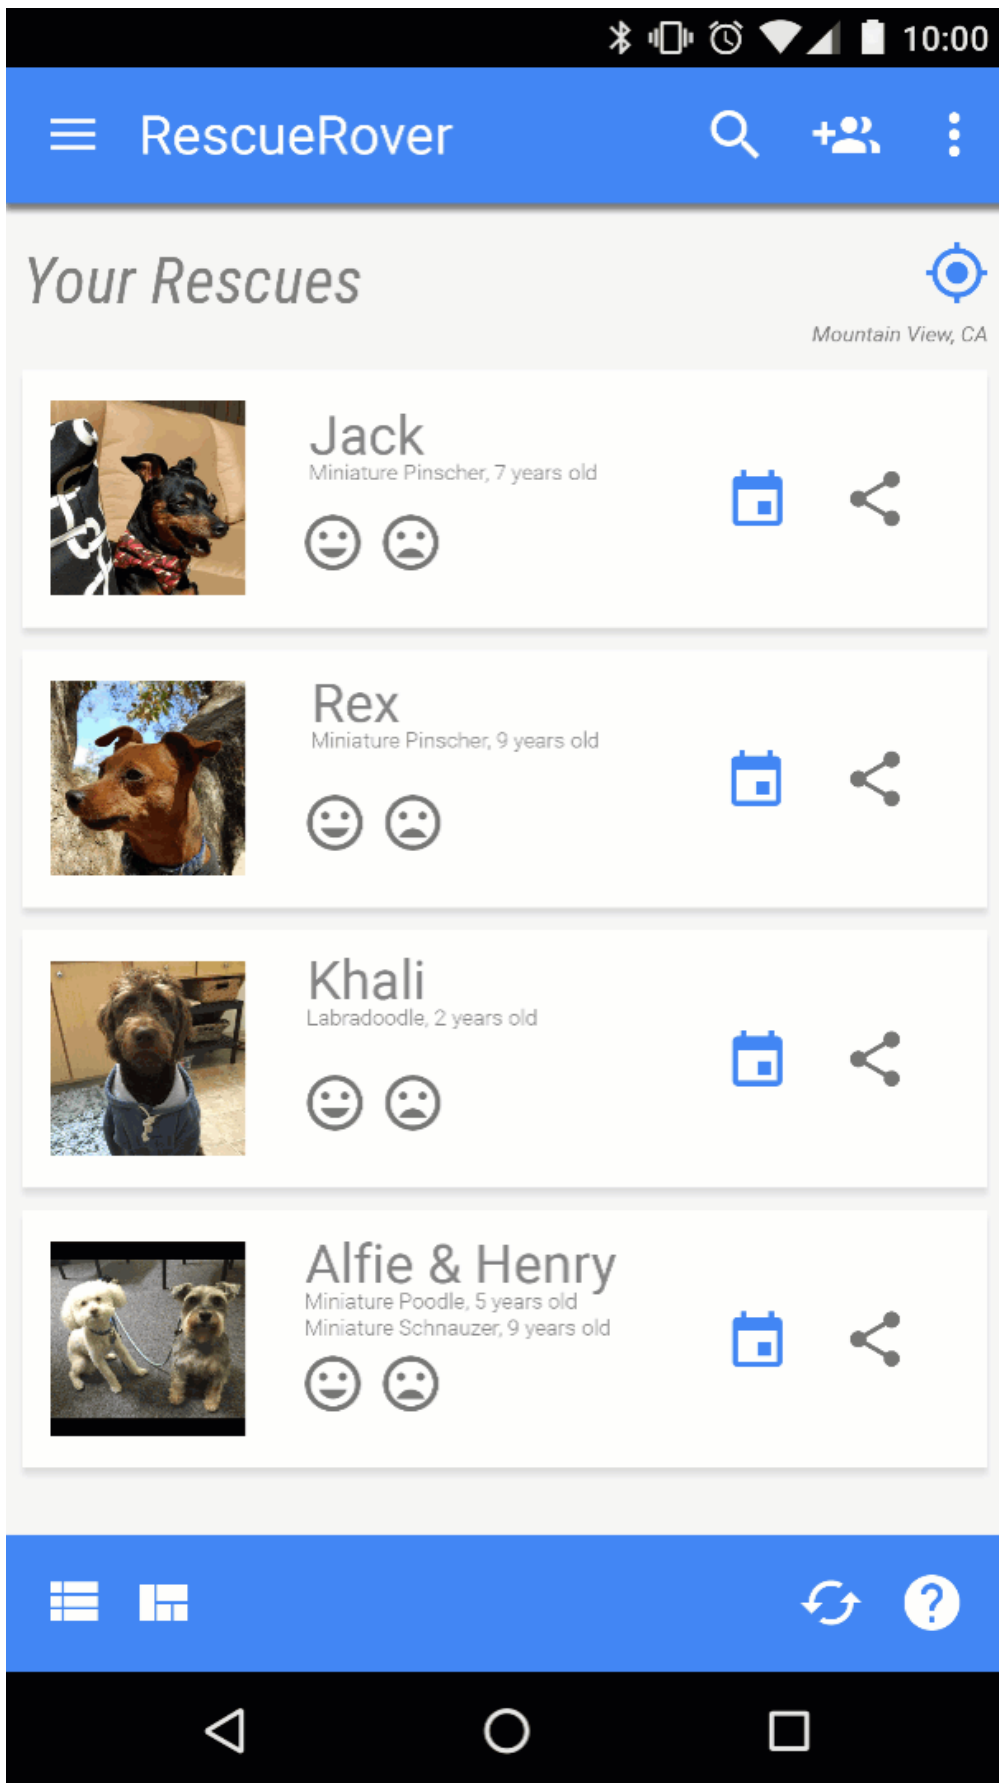 10:00
RescueRover
Your Rescues
Mountain View, CA
Jack
Miniature Pinscher, 7 years old
Rex
Miniature Pinscher, 9 years old
Khali
Labradoodle, 2 years old
Alfie & Henry
Miniature Poodle, 5 years old
Miniature Schnauzer, 9 years old
?